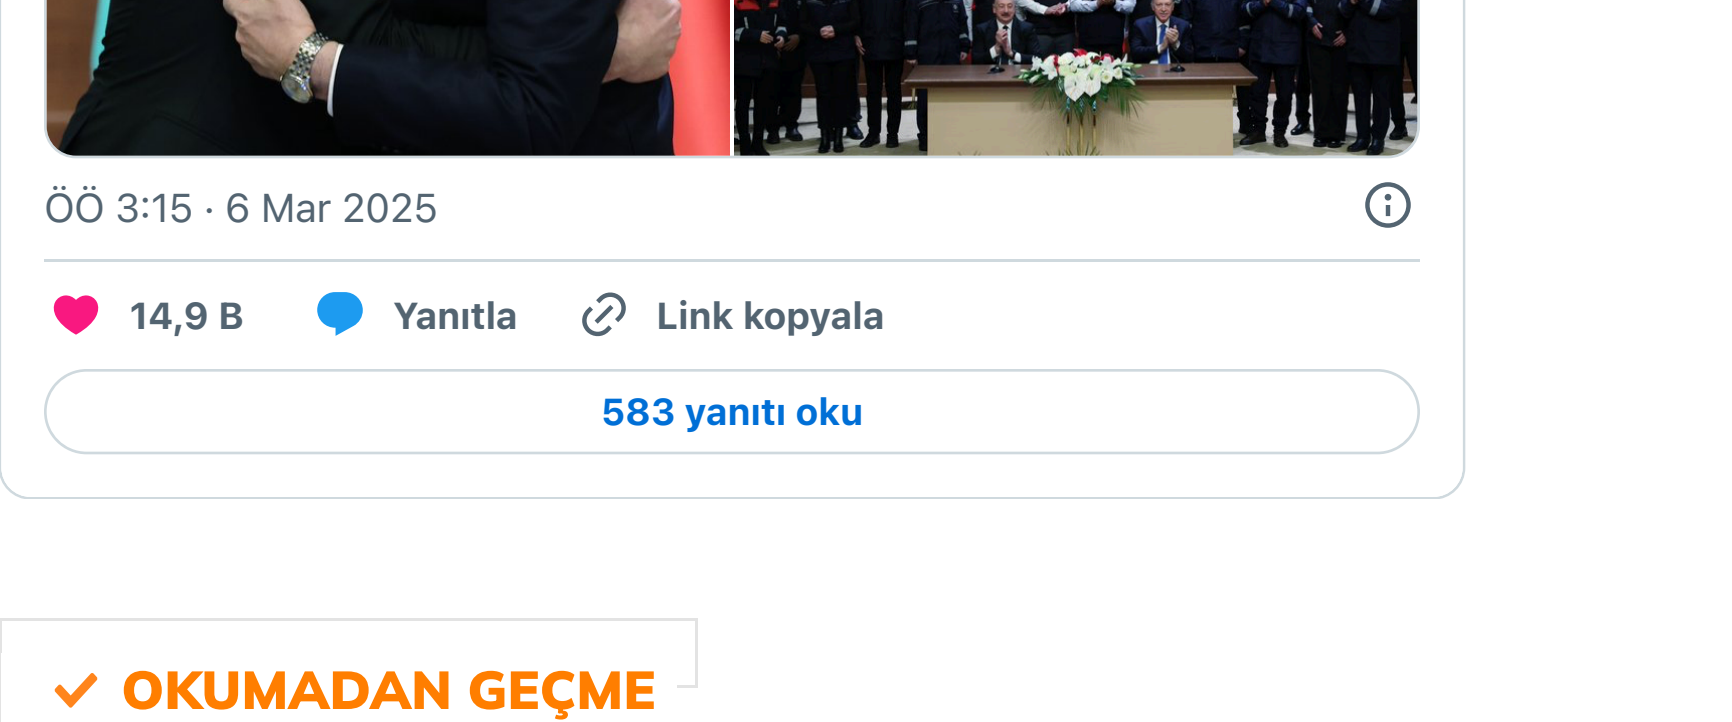 ÖÖ 3:15 · 6 Mar 2025
14,9 B Yanıtla Link kopyala
583 yanıtı oku
OKUMADAN GEÇME